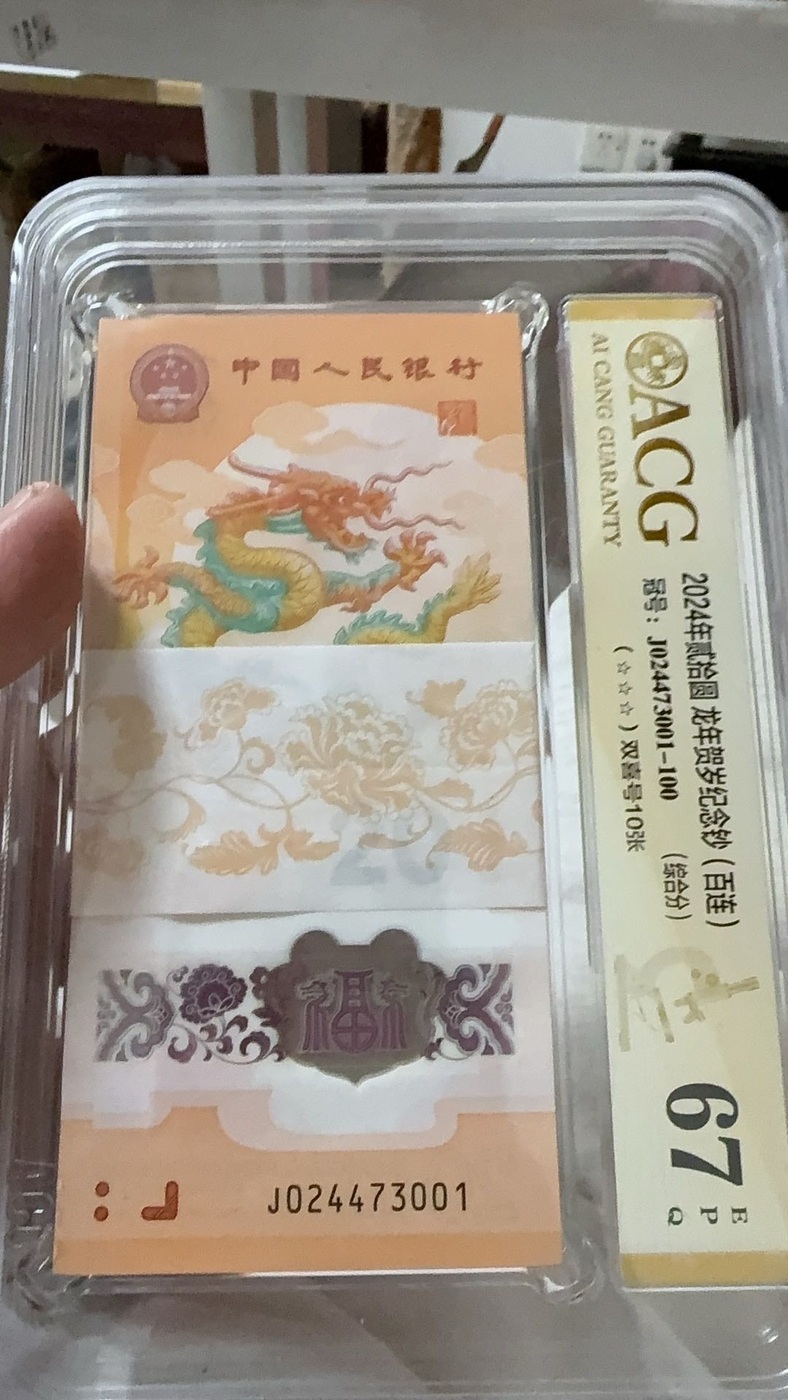 中国人民银行
福
J024473001
ACG
AI CANG GUARANTY
2024年贰拾圆 龙年贺岁纪念钞（百连）
冠号：J024473001-100 （综合分）
（☆☆☆）双喜号10张
67
E
P
Q